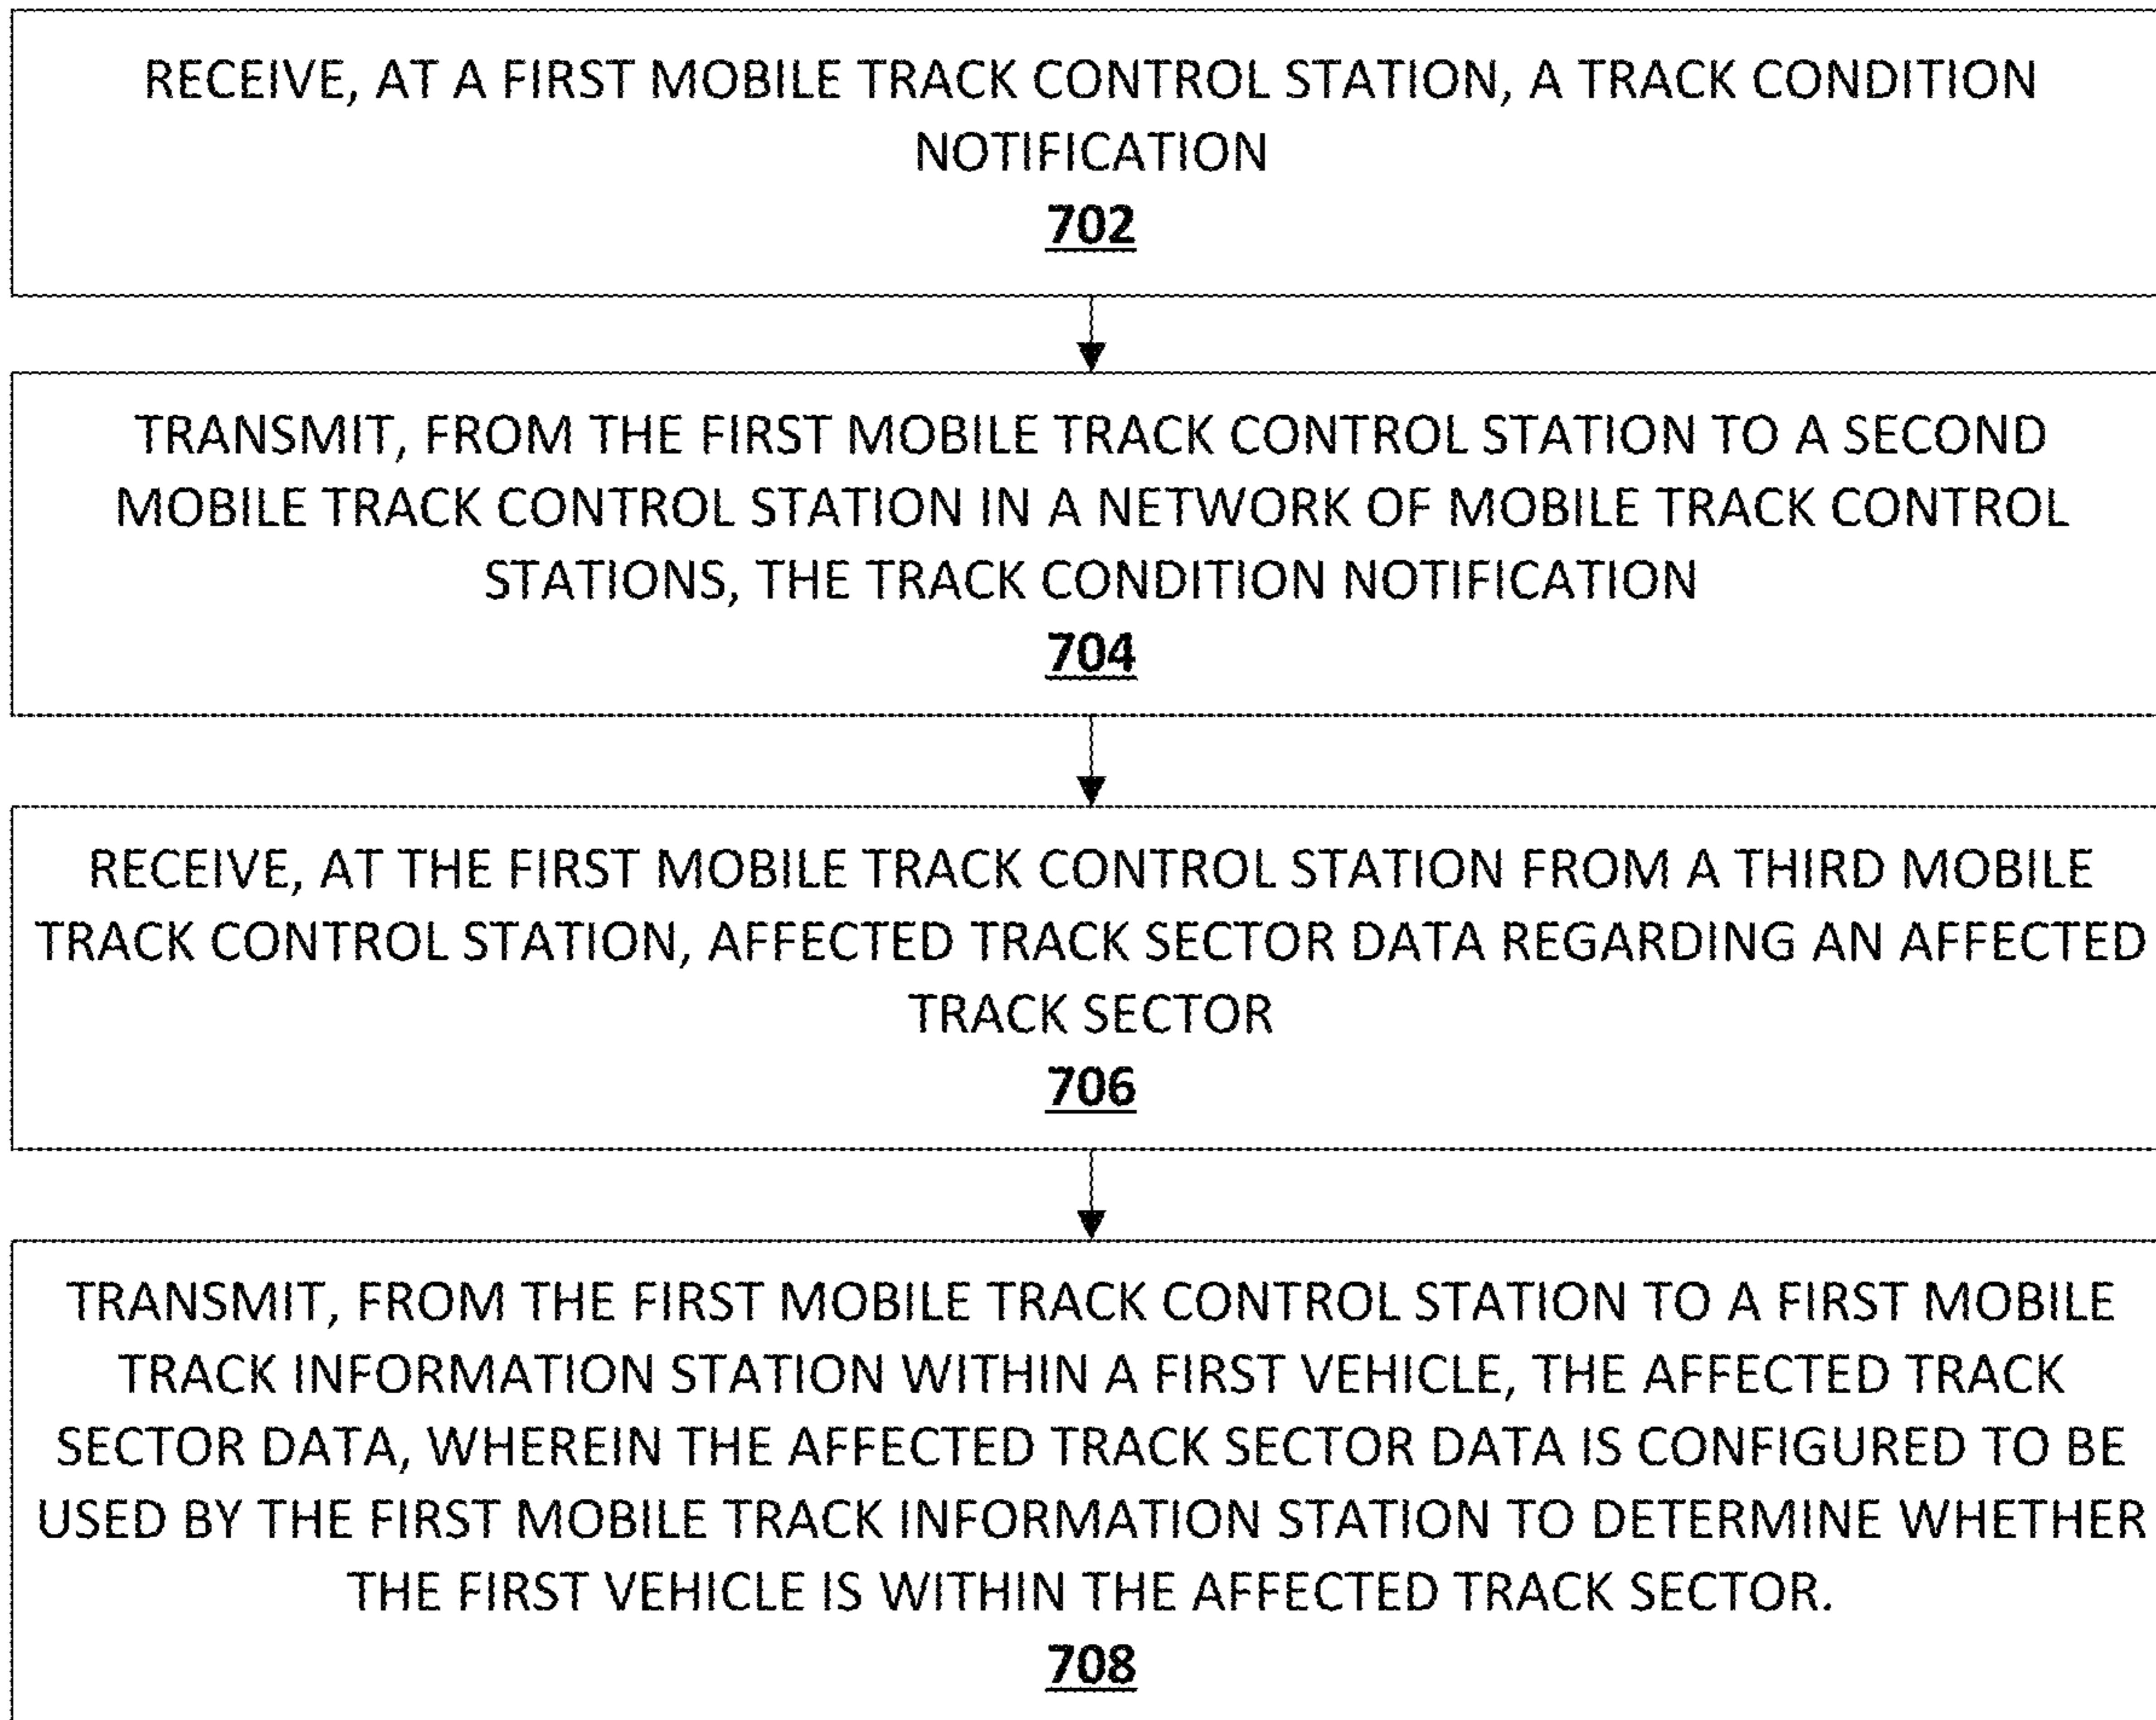 RECEIVE, AT A FIRST MOBILE TRACK CONTROL STATION, A TRACK CONDITION
NOTIFICATION
702
TRANSMIT, FROM THE FIRST MOBILE TRACK CONTROL STATION TO A SECOND
MOBILE TRACK CONTROL STATION IN A NETWORK OF MOBILE TRACK CONTROL
STATIONS, THE TRACK CONDITION NOTIFICATION
704
RECEIVE, AT THE FIRST MOBILE TRACK CONTROL STATION FROM A THIRD MOBILE
TRACK CONTROL STATION, AFFECTED TRACK SECTOR DATA REGARDING AN AFFECTED
TRACK SECTOR
706
TRANSMIT, FROM THE FIRST MOBILE TRACK CONTROL STATION TO A FIRST MOBILE
TRACK INFORMATION STATION WITHIN A FIRST VEHICLE, THE AFFECTED TRACK
SECTOR DATA, WHEREIN THE AFFECTED TRACK SECTOR DATA IS CONFIGURED TO BE
USED BY THE FIRST MOBILE TRACK INFORMATION STATION TO DETERMINE WHETHER
THE FIRST VEHICLE IS WITHIN THE AFFECTED TRACK SECTOR.
708